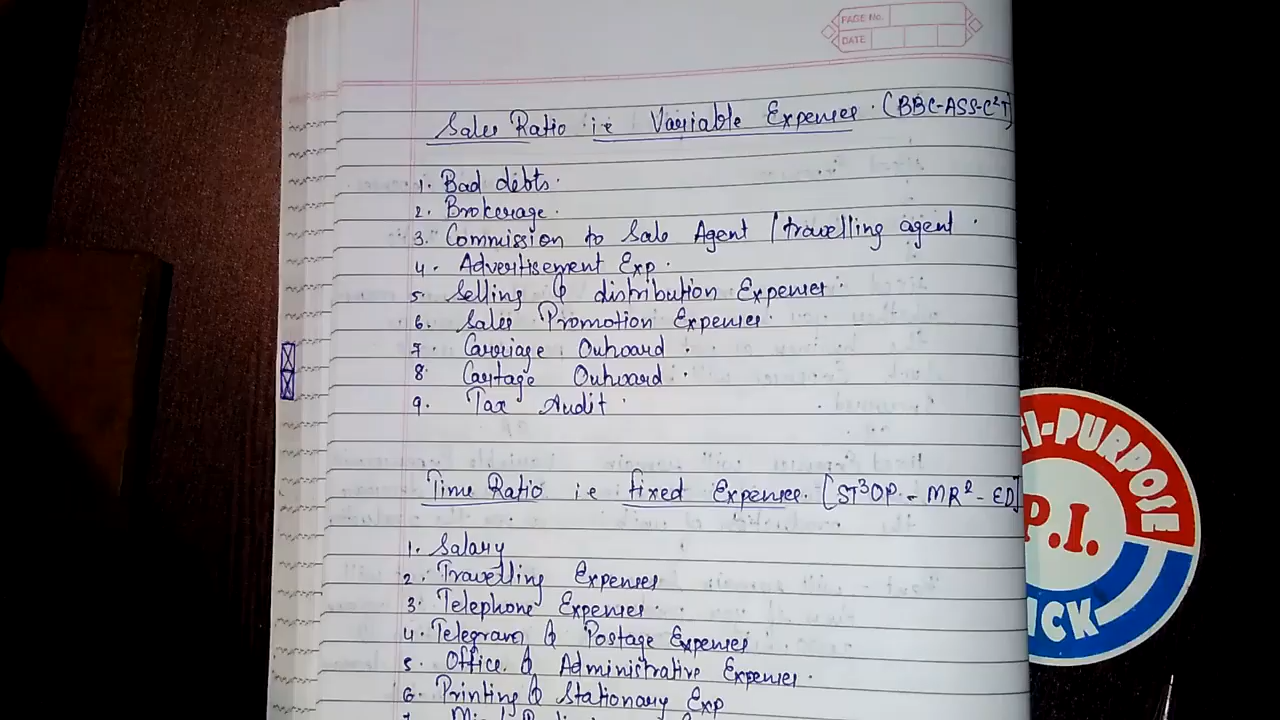 PAGE No.
DATE
Sales Ratio i.e Variable Expenses. (BBC-ASS-C²T)
1. Bad debts.
2. Brokerage.
3. Commission to Sale Agent / travelling agent.
4. Advertisement Exp.
5. Selling & distribution Expenses.
6. Sales Promotion Expenses.
7. Carriage Outward.
8. Cartage Outward.
9. Tax Audit.
Time Ratio i.e fixed Expenses. [ST³OP - MR² - ED]
1. Salary
2. Travelling Expenses
3. Telephone Expenses.
4. Telegram & Postage Expenses
5. Office & Administrative Expenses.
6. Printing & Stationary Exp
TI-PURPOSE
P.I.
ICK